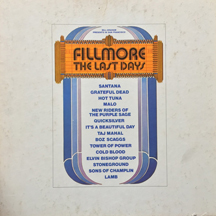 FILLMORE
THE LAST DAYS
SANTANA
GRATEFUL DEAD
HOT TUNA
MALO
NEW RIDERS OF
THE PURPLE SAGE
QUICKSILVER
IT'S A BEAUTIFUL DAY
TAJ MAHAL
BOZ SCAGGS
TOWER OF POWER
COLD BLOOD
ELVIN BISHOP GROUP
STONEGROUND
SONS OF CHAMPLIN
LAMB